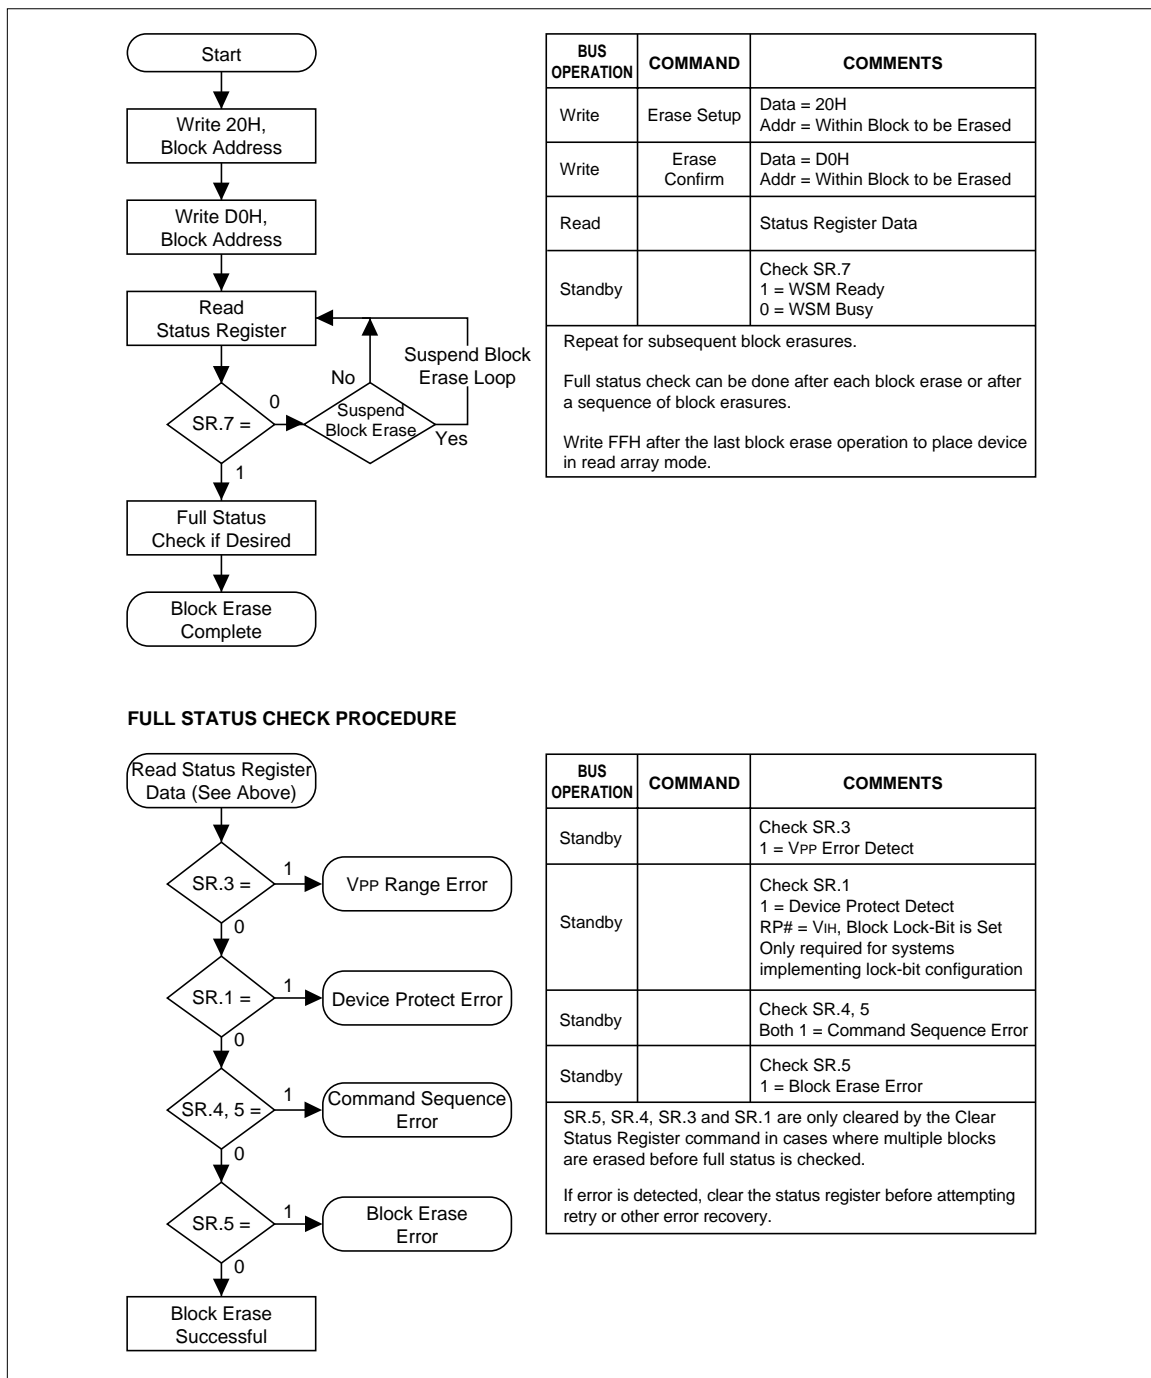 Start
Write 20H,
Block Address
Write D0H,
Block Address
Read
Status Register
SR.7 =
0
1
Suspend
Block Erase
No
Yes
Suspend Block
Erase Loop
Full Status
Check if Desired
Block Erase
Complete
BUS
OPERATION
COMMAND
COMMENTS
Write
Erase Setup
Data = 20H
Addr = Within Block to be Erased
Write
Erase
Confirm
Data = D0H
Addr = Within Block to be Erased
Read
Status Register Data
Standby
Check SR.7
1 = WSM Ready
0 = WSM Busy
Repeat for subsequent block erasures.
Full status check can be done after each block erase or after
a sequence of block erasures.
Write FFH after the last block erase operation to place device
in read array mode.
FULL STATUS CHECK PROCEDURE
Read Status Register
Data (See Above)
SR.3 =
1
VPP Range Error
0
SR.1 =
1
Device Protect Error
0
SR.4, 5 =
1
Command Sequence
Error
0
SR.5 =
1
Block Erase
Error
0
Block Erase
Successful
BUS
OPERATION
COMMAND
COMMENTS
Standby
Check SR.3
1 = VPP Error Detect
Standby
Check SR.1
1 = Device Protect Detect
RP# = VIH, Block Lock-Bit is Set
Only required for systems
implementing lock-bit configuration
Standby
Check SR.4, 5
Both 1 = Command Sequence Error
Standby
Check SR.5
1 = Block Erase Error
SR.5, SR.4, SR.3 and SR.1 are only cleared by the Clear
Status Register command in cases where multiple blocks
are erased before full status is checked.
If error is detected, clear the status register before attempting
retry or other error recovery.